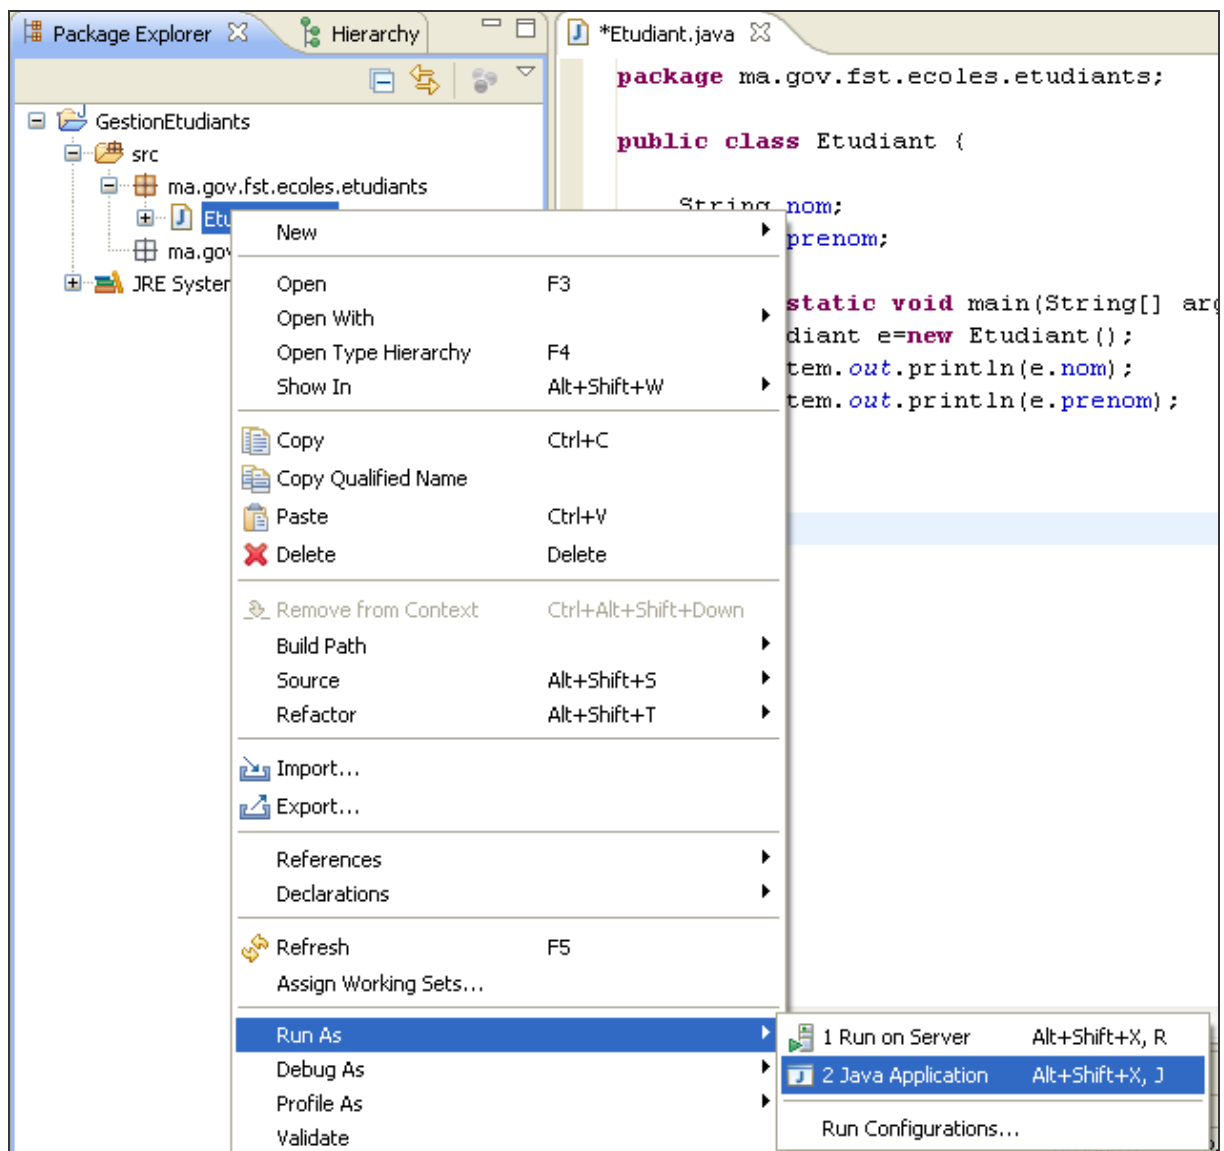 Package Explorer
Hierarchy
*Etudiant.java
GestionEtudiants
src
ma.gov.fst.ecoles.etudiants
JRE
package ma.gov.fst.ecoles.etudiants;
public class Etudiant {
String nom;
prenom;
static void main(String[]
e=new Etudiant();
.out.println(e.nom);
.out.println(e.prenom);
New
Open F3
Open With
Open Type Hierarchy F4
Show In Alt+Shift+W
Copy Ctrl+C
Copy Qualified Name
Paste Ctrl+V
Delete Delete
Remove from Context Ctrl+Alt+Shift+Down
Build Path
Source Alt+Shift+S
Refactor Alt+Shift+T
Import...
Export...
References
Declarations
Refresh F5
Assign Working Sets...
Run As
Debug As
Profile As
Validate
1 Run on Server Alt+Shift+X, R
2 Java Application Alt+Shift+X, J
Run Configurations...